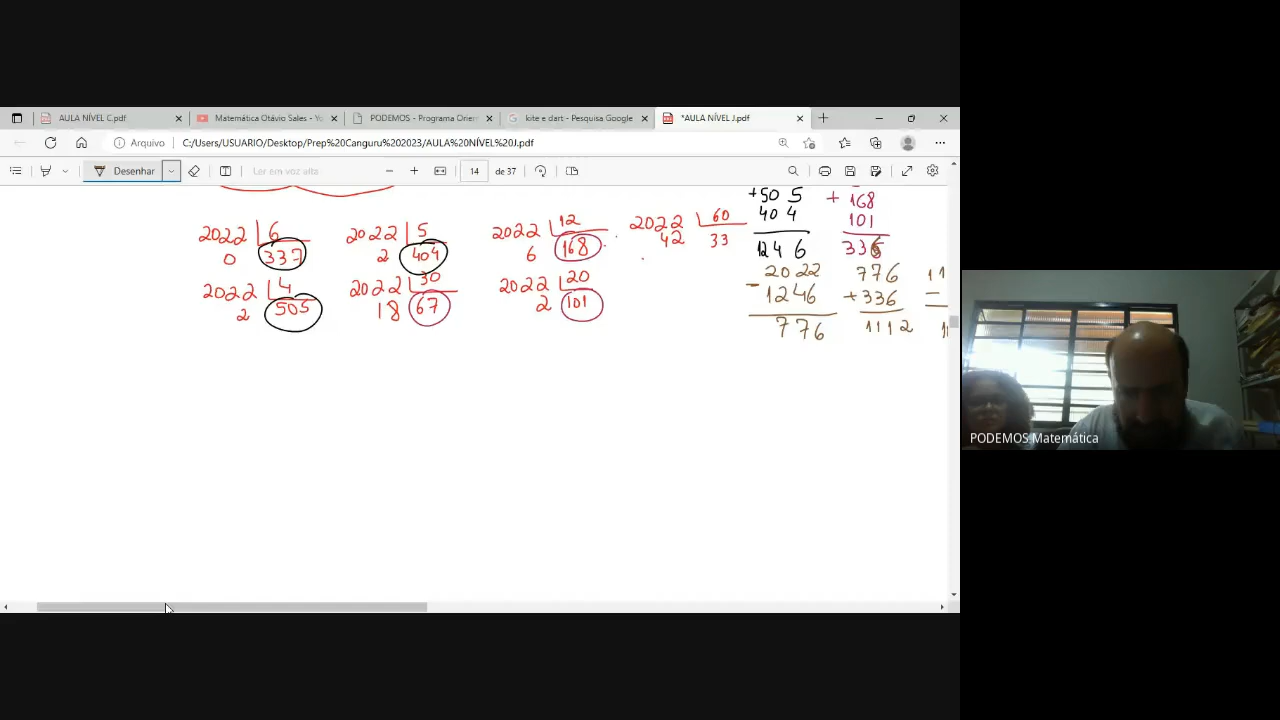 AULA NÍVEL C.pdf
Matemática Otávio Sales - Yo
PODEMOS - Programa Orien
kite e dart - Pesquisa Google
*AULA NÍVEL J.pdf
Arquivo
C:/Users/USUARIO/Desktop/Prep%20Canguru%202023/AULA%20NÍVEL%20J.pdf
Desenhar
Ler em voz alta
14
de 37
2022 6
0 337
2022 5
2 404
2022 12
6 168
2022 60
42 33
2022 4
2 505
2022 30
18 67
2022 20
2 101
+505
404
1246
+ 168
101
336
2022
- 1246
776
776
+336
1112
11
-
PODEMOS Matemática